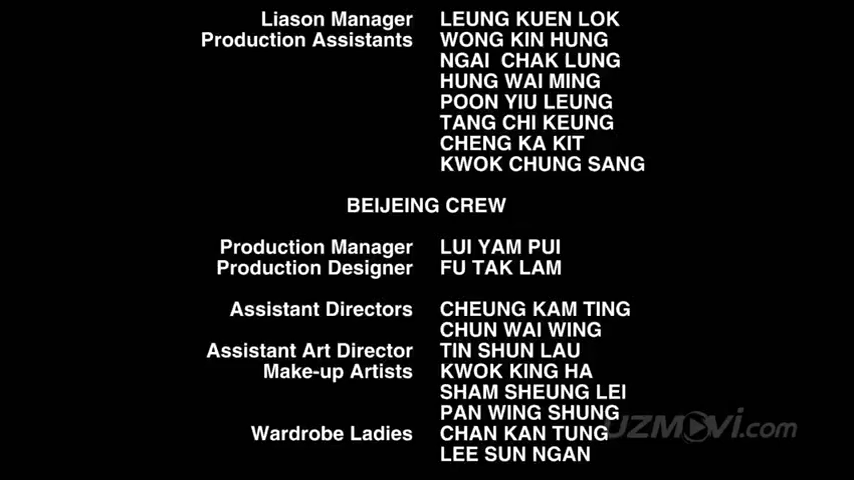 Liason Manager LEUNG KUEN LOK
Production Assistants WONG KIN HUNG
NGAI CHAK LUNG
HUNG WAI MING
POON YIU LEUNG
TANG CHI KEUNG
CHENG KA KIT
KWOK CHUNG SANG
BEIJEING CREW
Production Manager LUI YAM PUI
Production Designer FU TAK LAM
Assistant Directors CHEUNG KAM TING
CHUN WAI WING
Assistant Art Director TIN SHUN LAU
Make-up Artists KWOK KING HA
SHAM SHEUNG LEI
PAN WING SHUNG
Wardrobe Ladies CHAN KAN TUNG
UZMOVi.com
LEE SUN NGAN